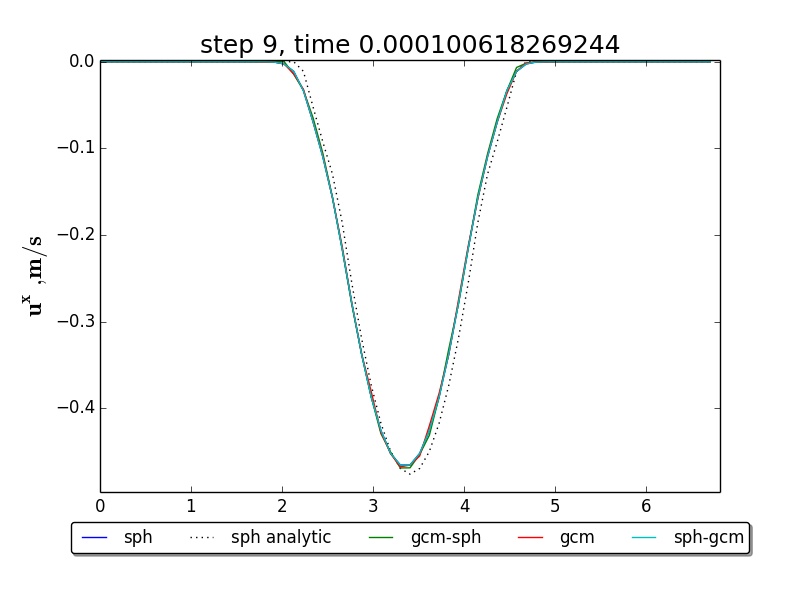 step 9, time 0.000100618269244
0.0
−0.1
−0.2
−0.3
−0.4
u^x ,m/s
0 1 2 3 4 5 6
sph sph analytic gcm-sph gcm sph-gcm